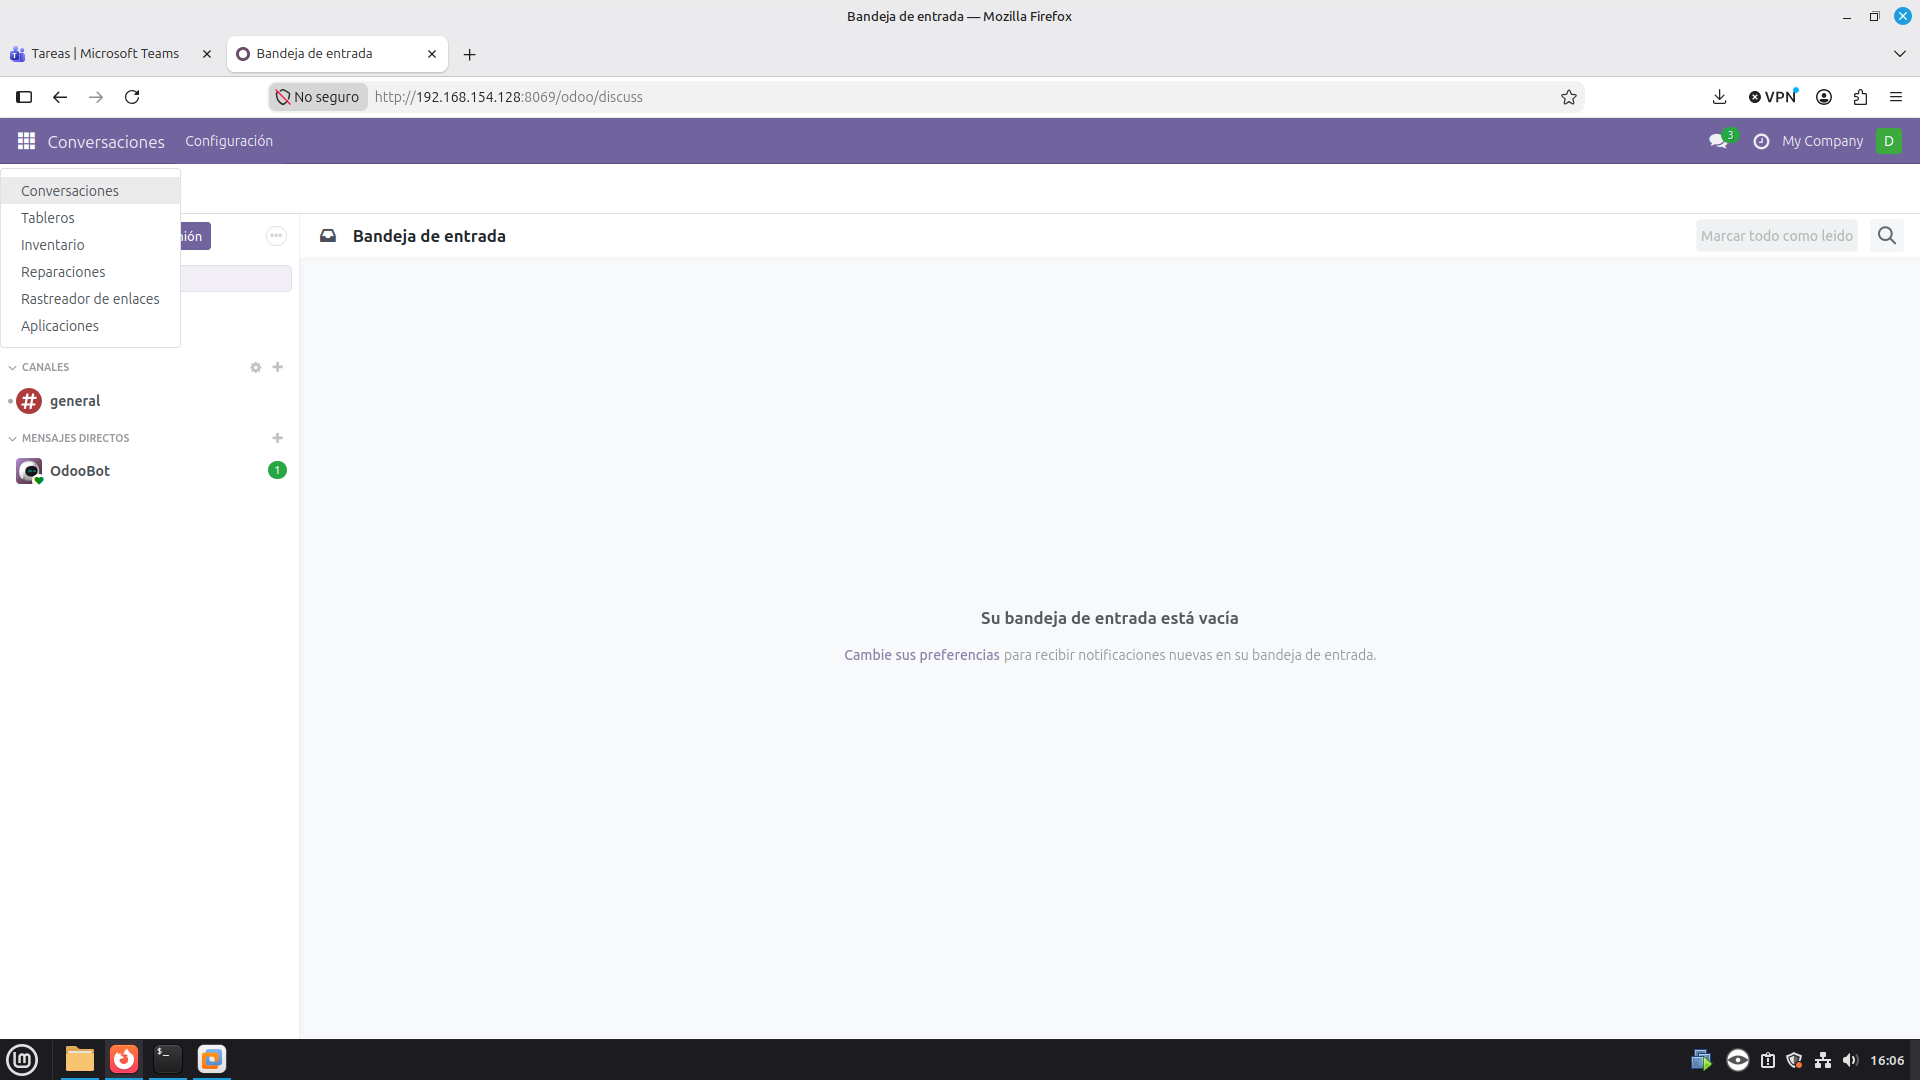 Bandeja de entrada — Mozilla Firefox
Tareas | Microsoft Teams
Bandeja de entrada
No seguro
http://192.168.154.128:8069/odoo/discuss
VPN
Conversaciones
Configuración
3
My Company
D
Conversaciones
Tableros
Inventario
Reparaciones
Rastreador de enlaces
Aplicaciones
Bandeja de entrada
Marcar todo como leido
CANALES
general
MENSAJES DIRECTOS
OdooBot
1
Su bandeja de entrada está vacía
Cambie sus preferencias para recibir notificaciones nuevas en su bandeja de entrada.
16:06